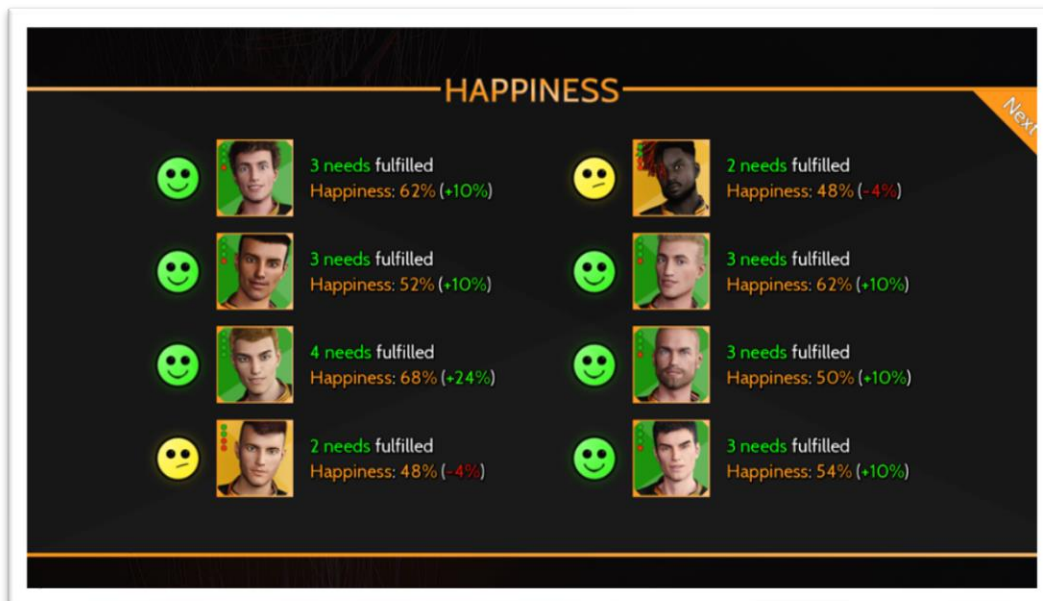 HAPPINESS
Next
3 needs fulfilled
Happiness: 62% (+10%)
2 needs fulfilled
Happiness: 48% (-4%)
3 needs fulfilled
Happiness: 52% (+10%)
3 needs fulfilled
Happiness: 62% (+10%)
4 needs fulfilled
Happiness: 68% (+24%)
3 needs fulfilled
Happiness: 50% (+10%)
2 needs fulfilled
Happiness: 48% (-4%)
3 needs fulfilled
Happiness: 54% (+10%)